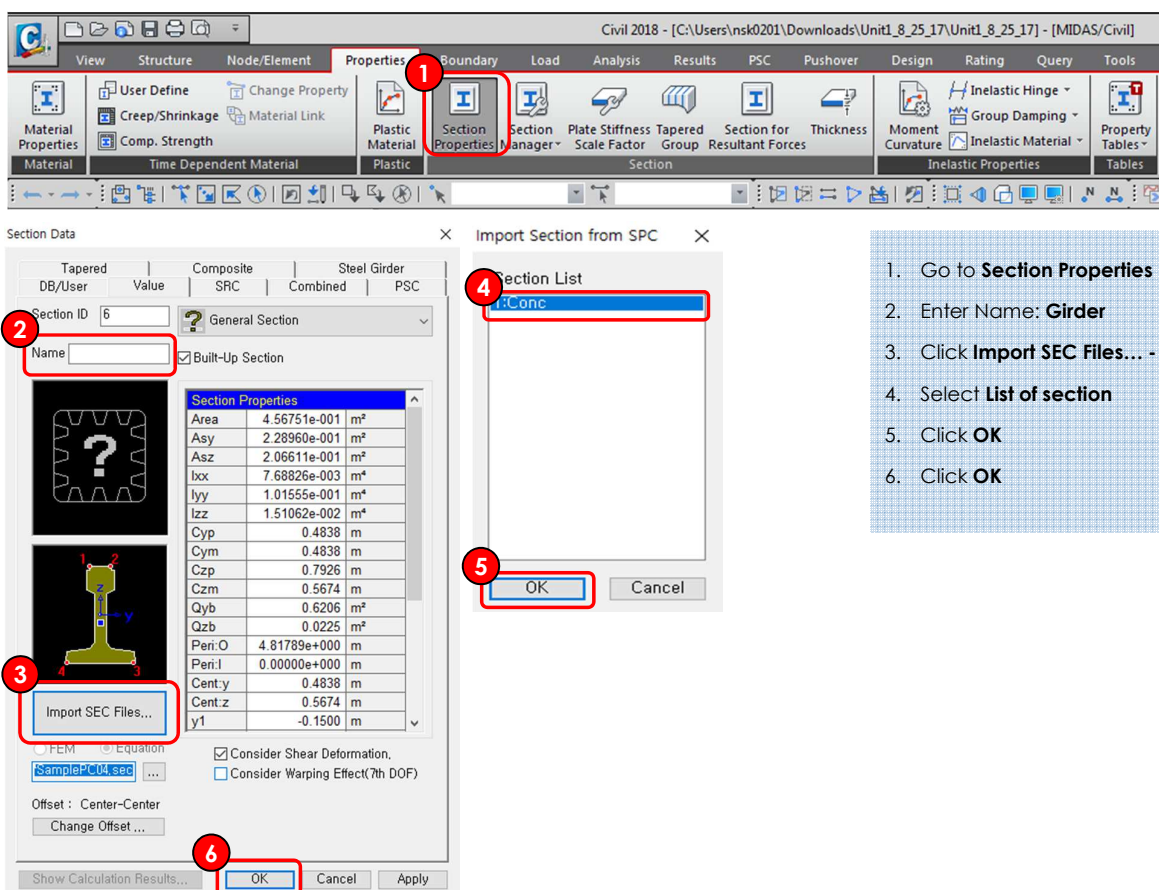 Civil 2018 - [C:\Users\nsk0201\Downloads\Unit1_8_25_17\Unit1_8_25_17] - [MIDAS/Civil]
View Structure Node/Element Properties Boundary Load Analysis Results PSC Pushover Design Rating Query Tools
1
User Define Change Property Inelastic Hinge
Creep/Shrinkage Material Link Group Damping
Comp. Strength Inelastic Material
Material Properties
Plastic Material
Section Properties
Section Manager
Plate Stiffness Scale Factor
Tapered Group
Section for Resultant Forces
Thickness
Moment Curvature
Property Tables
Material Time Dependent Material Plastic Section Inelastic Properties Tables
Section Data
Tapered Composite Steel Girder
DB/User Value SRC Combined PSC
Section ID 6 General Section
2
Name Built-Up Section
Section Properties
Area 4.56751e-001 m²
Asy 2.28960e-001 m²
Asz 2.06611e-001 m²
Ixx 7.68826e-003 m⁴
Iyy 1.01555e-001 m⁴
Izz 1.51062e-002 m⁴
Cyp 0.4838 m
Cym 0.4838 m
Czp 0.7926 m
Czm 0.5674 m
Qyb 0.6206 m²
Qzb 0.0225 m²
Peri:O 4.81789e+000 m
Peri:I 0.00000e+000 m
Cent:y 0.4838 m
Cent:z 0.5674 m
y1 -0.1500 m
?
1 2
z
y
4 3
3
Import SEC Files...
FEM Equation
SamplePC04.sec ...
Consider Shear Deformation.
Consider Warping Effect(7th DOF)
Offset : Center-Center
Change Offset ...
6
Show Calculation Results... OK Cancel Apply
Import Section from SPC
4
Section List
1:Conc
5
OK Cancel
1. Go to Section Properties
2. Enter Name: Girder
3. Click Import SEC Files… -
4. Select List of section
5. Click OK
6. Click OK